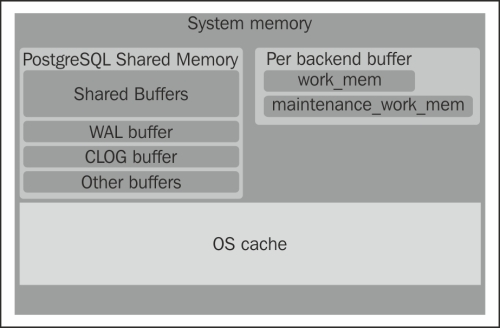 System memory
PostgreSQL Shared Memory
Shared Buffers
WAL buffer
CLOG buffer
Other buffers
Per backend buffer
work_mem
maintenance_work_mem
OS cache